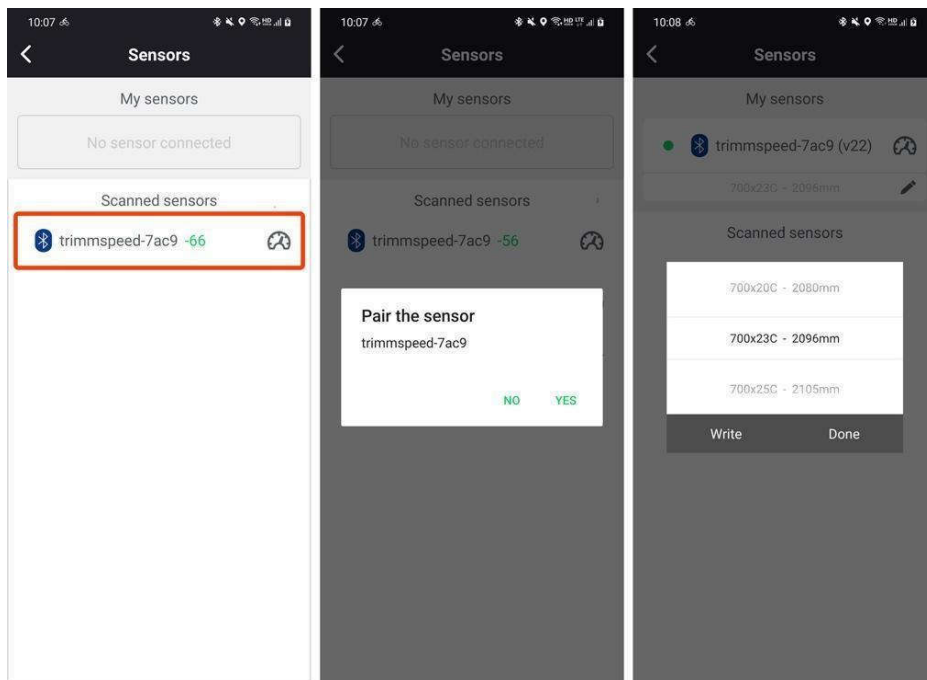 10:07
Sensors
My sensors
No sensor connected
Scanned sensors
trimmspeed-7ac9 -66
10:07
Sensors
My sensors
No sensor connected
Scanned sensors
trimmspeed-7ac9 -56
Pair the sensor
trimmspeed-7ac9
NO YES
10:08
Sensors
My sensors
trimmspeed-7ac9 (v22)
700x23C - 2096mm
Scanned sensors
700x20C - 2080mm
700x23C - 2096mm
700x25C - 2105mm
Write Done